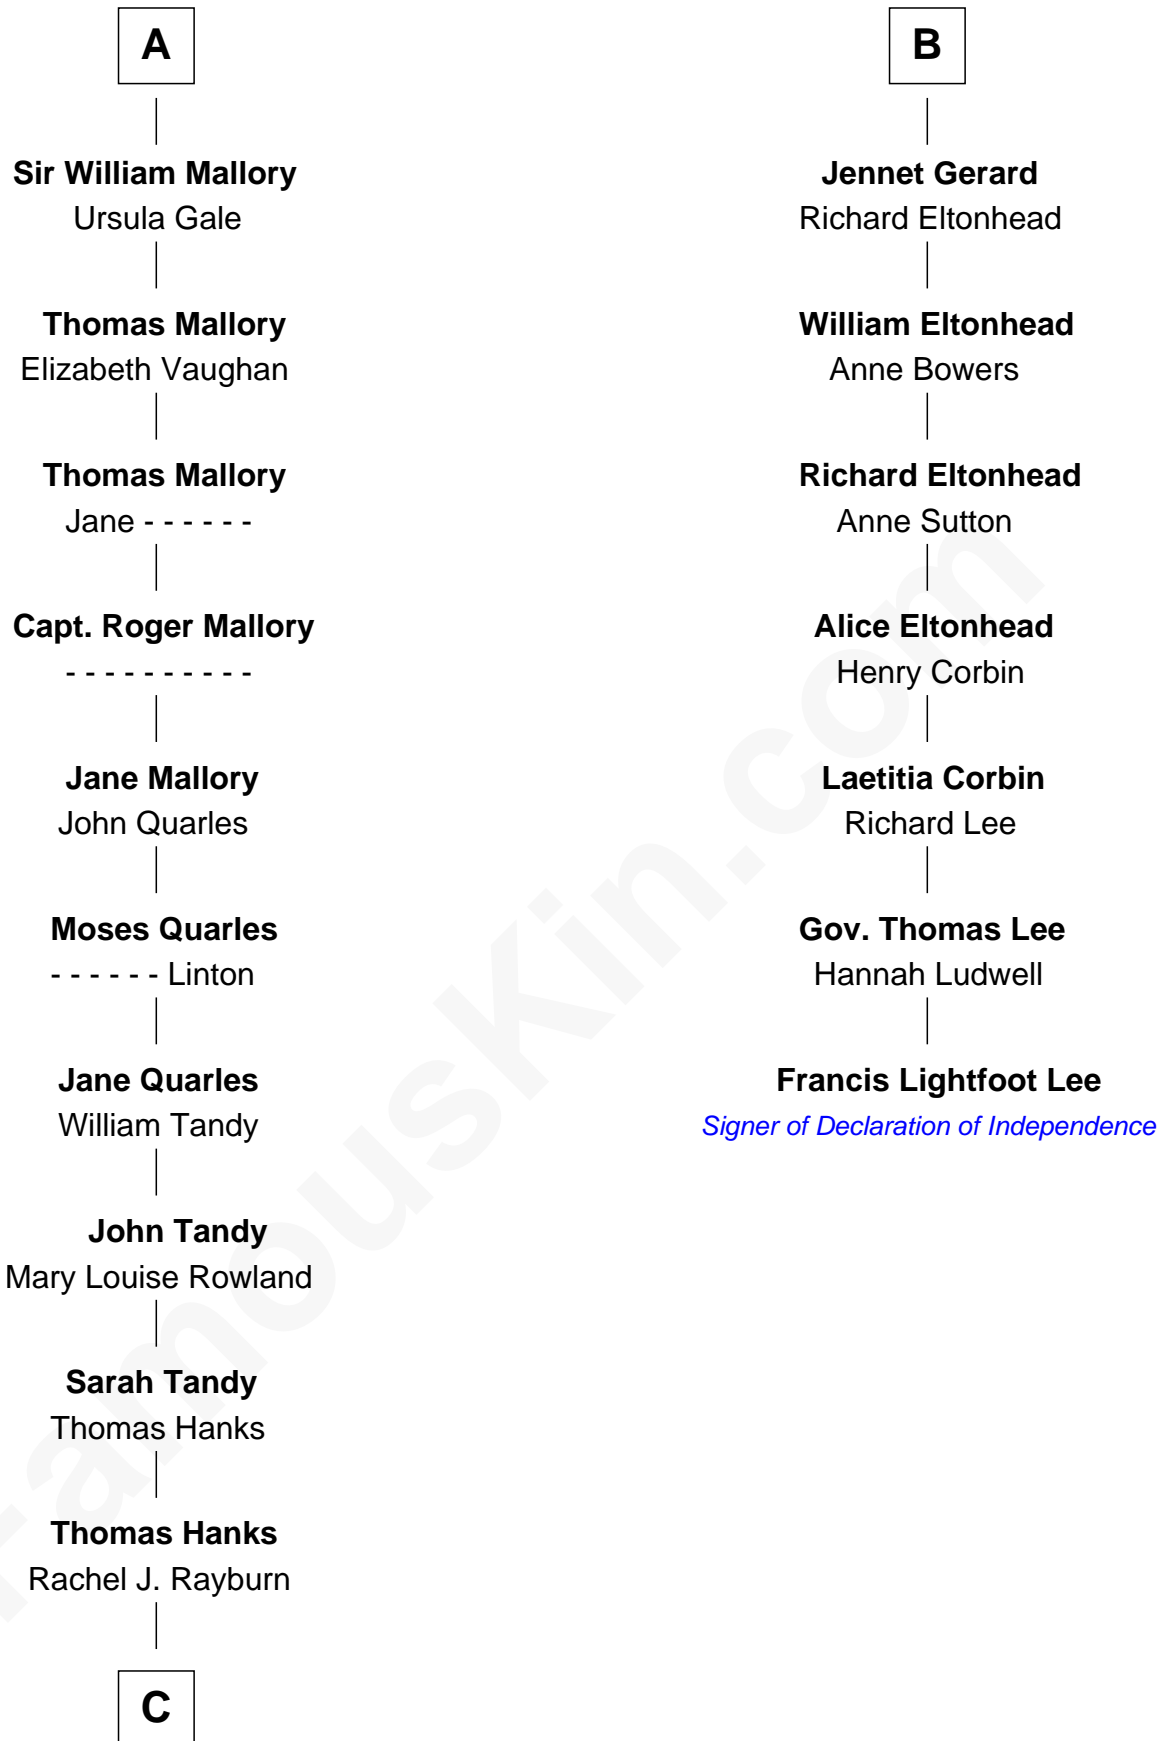 A
Sir William Mallory
Ursula Gale
Thomas Mallory
Elizabeth Vaughan
Thomas Mallory
Jane - - - - - -
Capt. Roger Mallory
- - - - - - - - - -
Jane Mallory
John Quarles
Moses Quarles
- - - - - - Linton
Jane Quarles
William Tandy
John Tandy
Mary Louise Rowland
Sarah Tandy
Thomas Hanks
Thomas Hanks
Rachel J. Rayburn
C
B
Jennet Gerard
Richard Eltonhead
William Eltonhead
Anne Bowers
Richard Eltonhead
Anne Sutton
Alice Eltonhead
Henry Corbin
Laetitia Corbin
Richard Lee
Gov. Thomas Lee
Hannah Ludwell
Francis Lightfoot Lee
Signer of Declaration of Independence
FamousKin.com